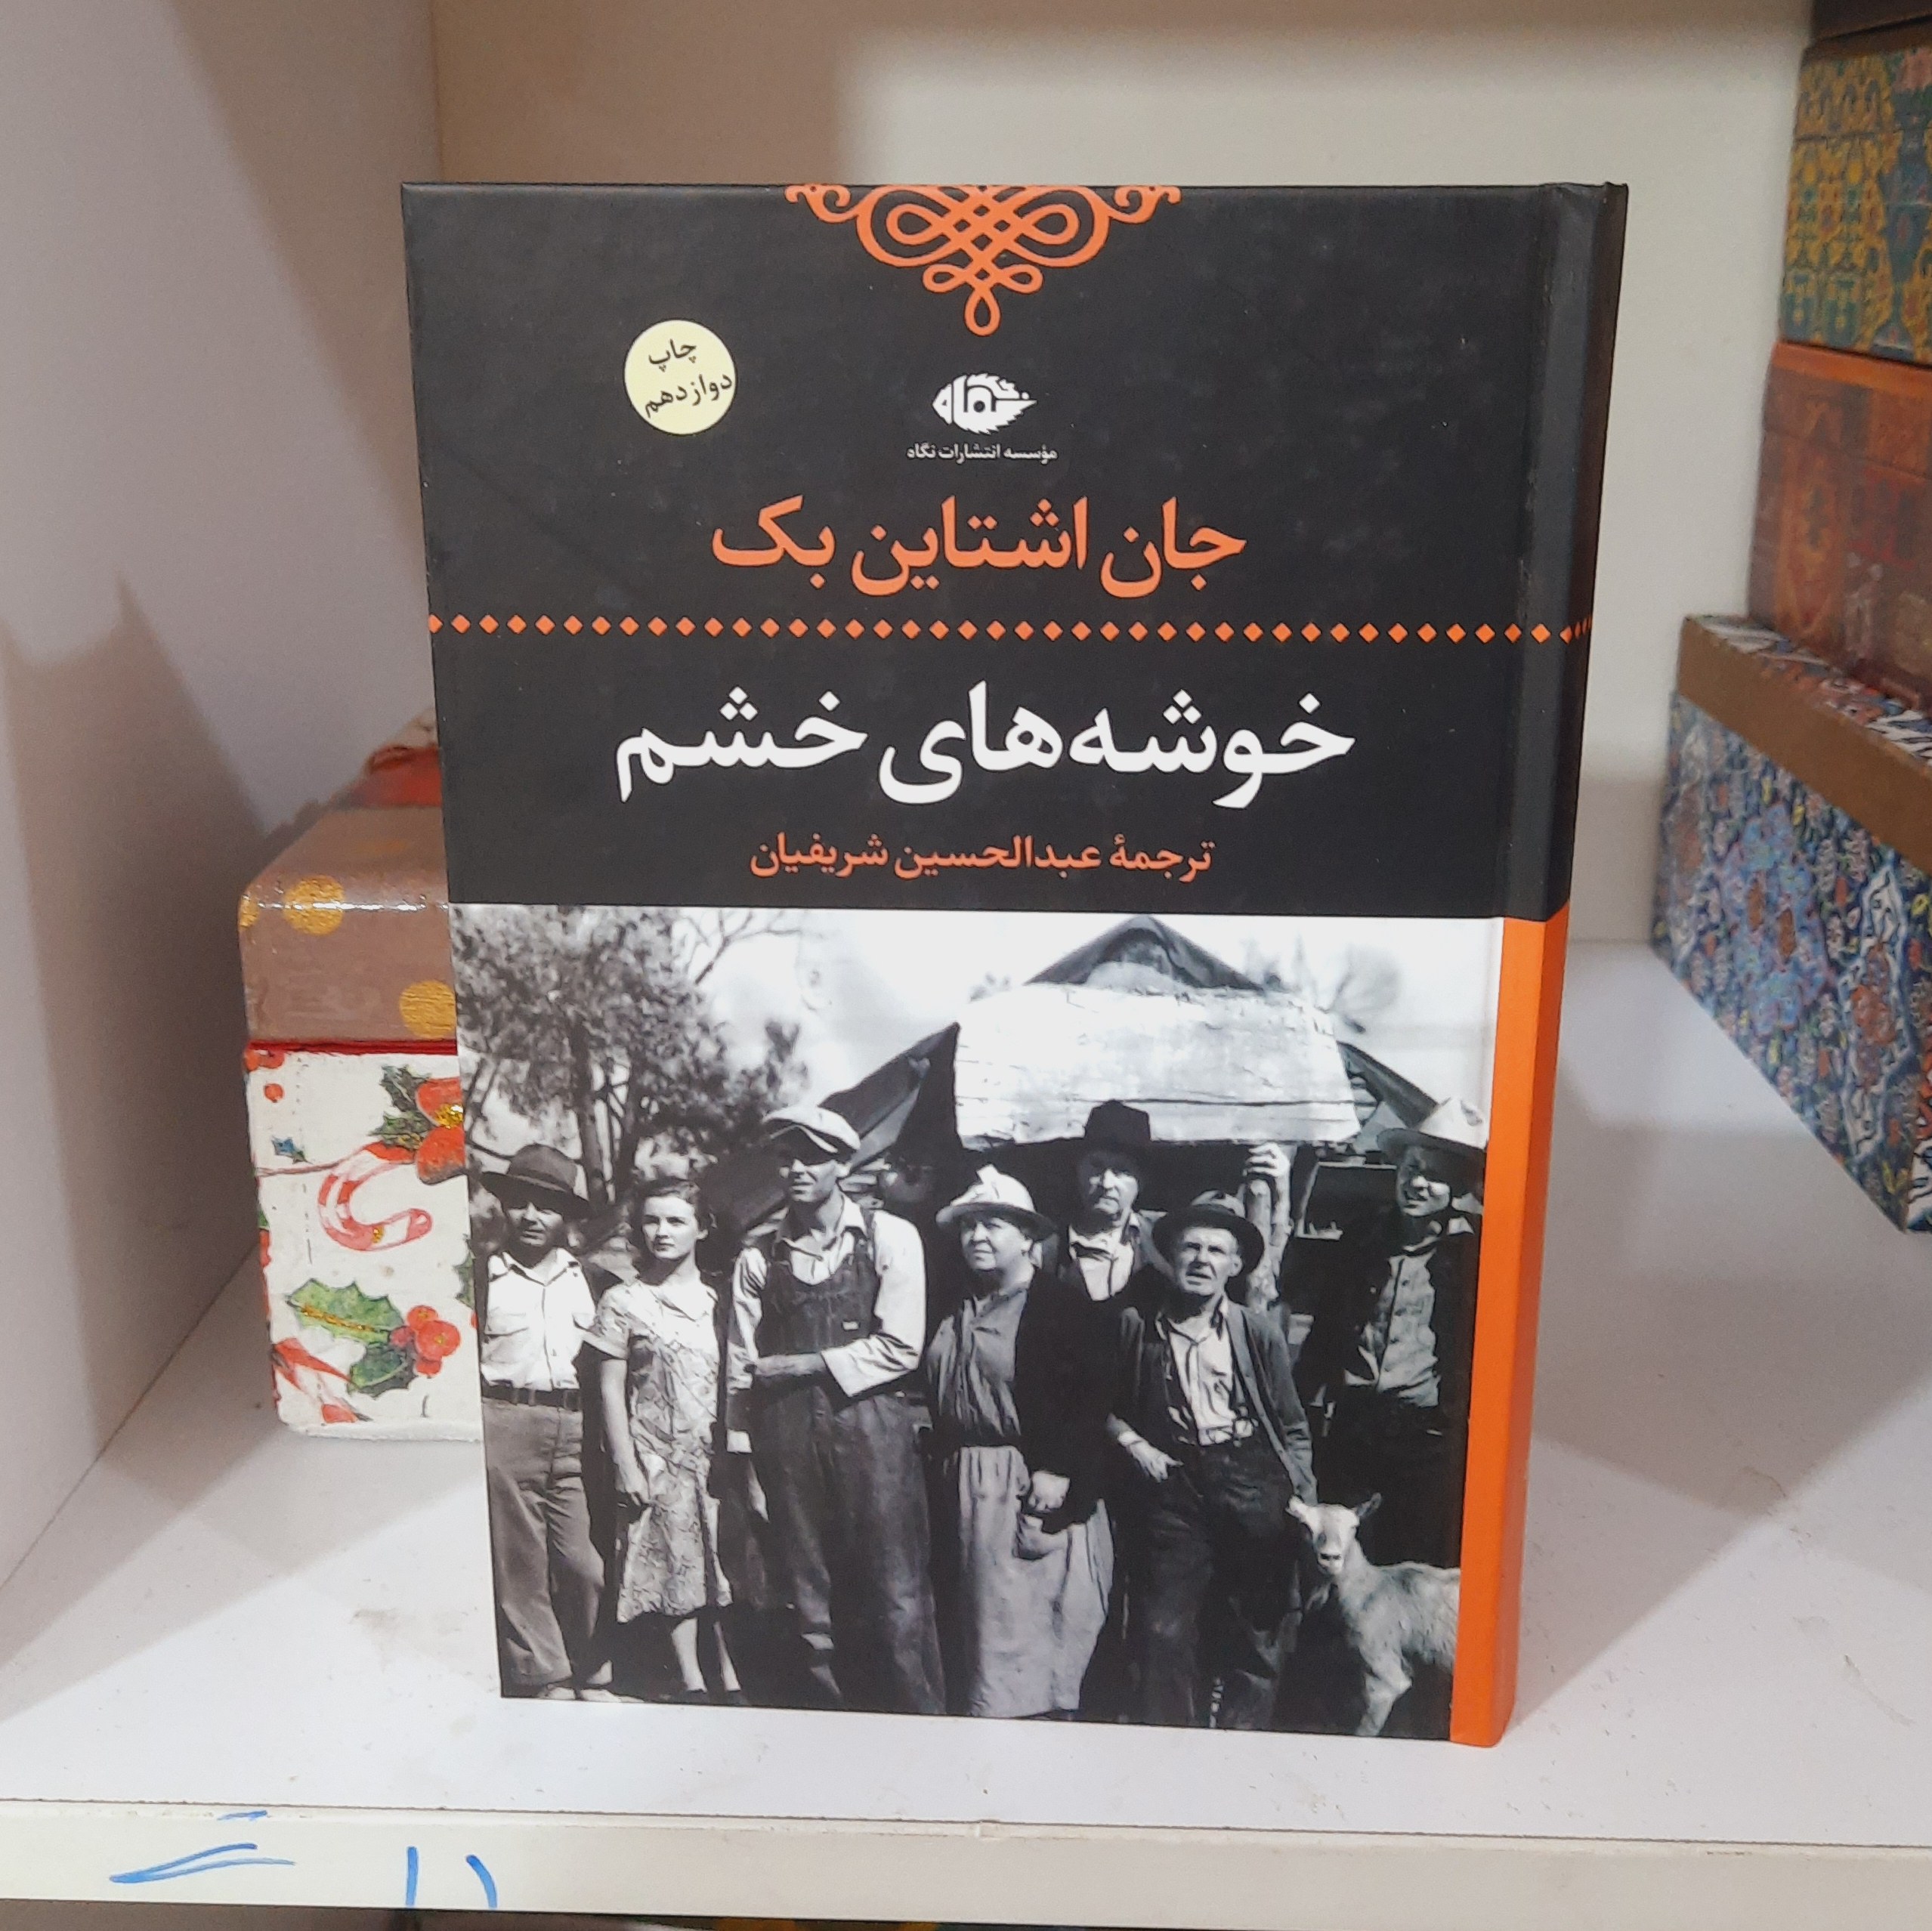 چاپ
دوازدهم
نگاه
مؤسسه انتشارات نگاه
جان اشتاین بک
خوشه‌های خشم
ترجمهٔ عبدالحسین شریفیان